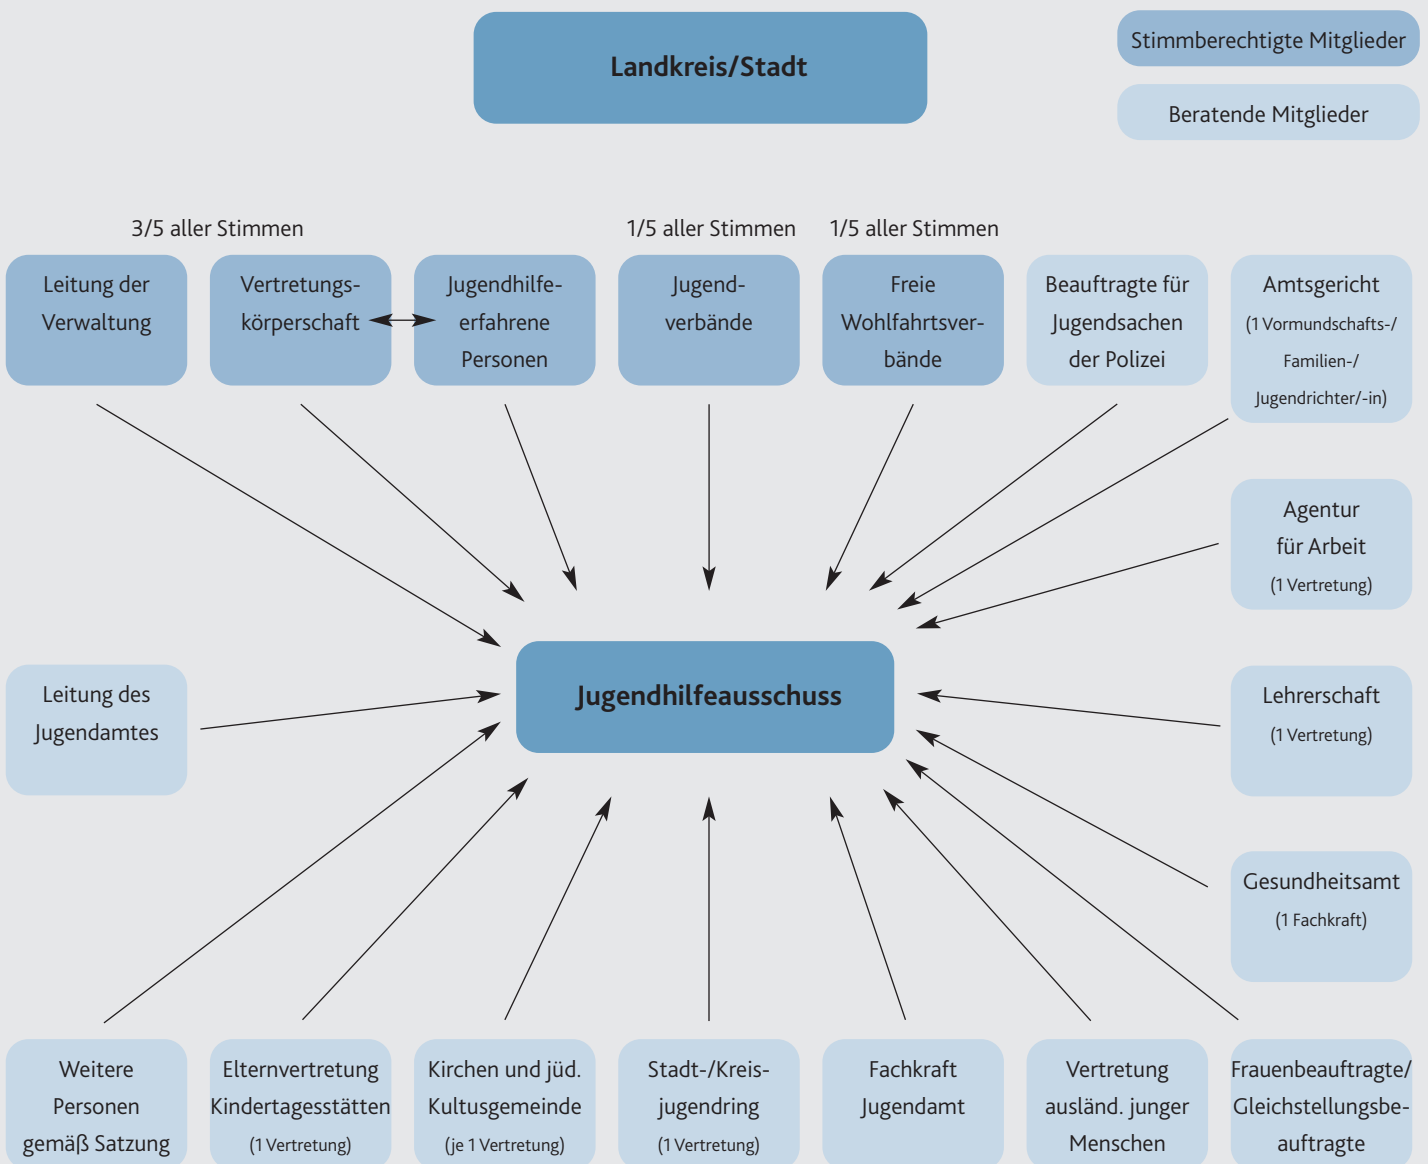 Landkreis/Stadt
Stimmberechtigte Mitglieder
Beratende Mitglieder
3/5 aller Stimmen
1/5 aller Stimmen
1/5 aller Stimmen
Leitung der
Verwaltung
Vertretungs-
körperschaft
Jugendhilfe-
erfahrene
Personen
Jugend-
verbände
Freie
Wohlfahrtsver-
bände
Beauftragte für
Jugendsachen
der Polizei
Amtsgericht
(1 Vormundschafts-/
Familien-/
Jugendrichter/-in)
Agentur
für Arbeit
(1 Vertretung)
Jugendhilfeausschuss
Leitung des
Jugendamtes
Lehrerschaft
(1 Vertretung)
Gesundheitsamt
(1 Fachkraft)
Weitere
Personen
gemäß Satzung
Elternvertretung
Kindertagesstätten
(1 Vertretung)
Kirchen und jüd.
Kultusgemeinde
(je 1 Vertretung)
Stadt-/Kreis-
jugendring
(1 Vertretung)
Fachkraft
Jugendamt
Vertretung
ausländ. junger
Menschen
Frauenbeauftragte/
Gleichstellungsbe-
auftragte